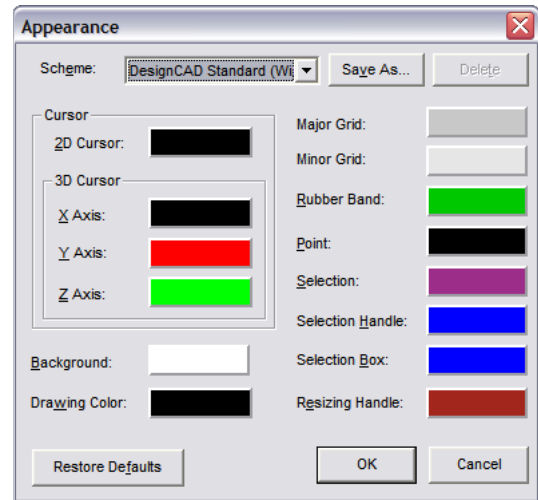 Appearance
Scheme: DesignCAD Standard (Wi Save As... Delete
Cursor
2D Cursor:
3D Cursor
X Axis:
Y Axis:
Z Axis:
Background:
Drawing Color:
Major Grid:
Minor Grid:
Rubber Band:
Point:
Selection:
Selection Handle:
Selection Box:
Resizing Handle:
Restore Defaults OK Cancel